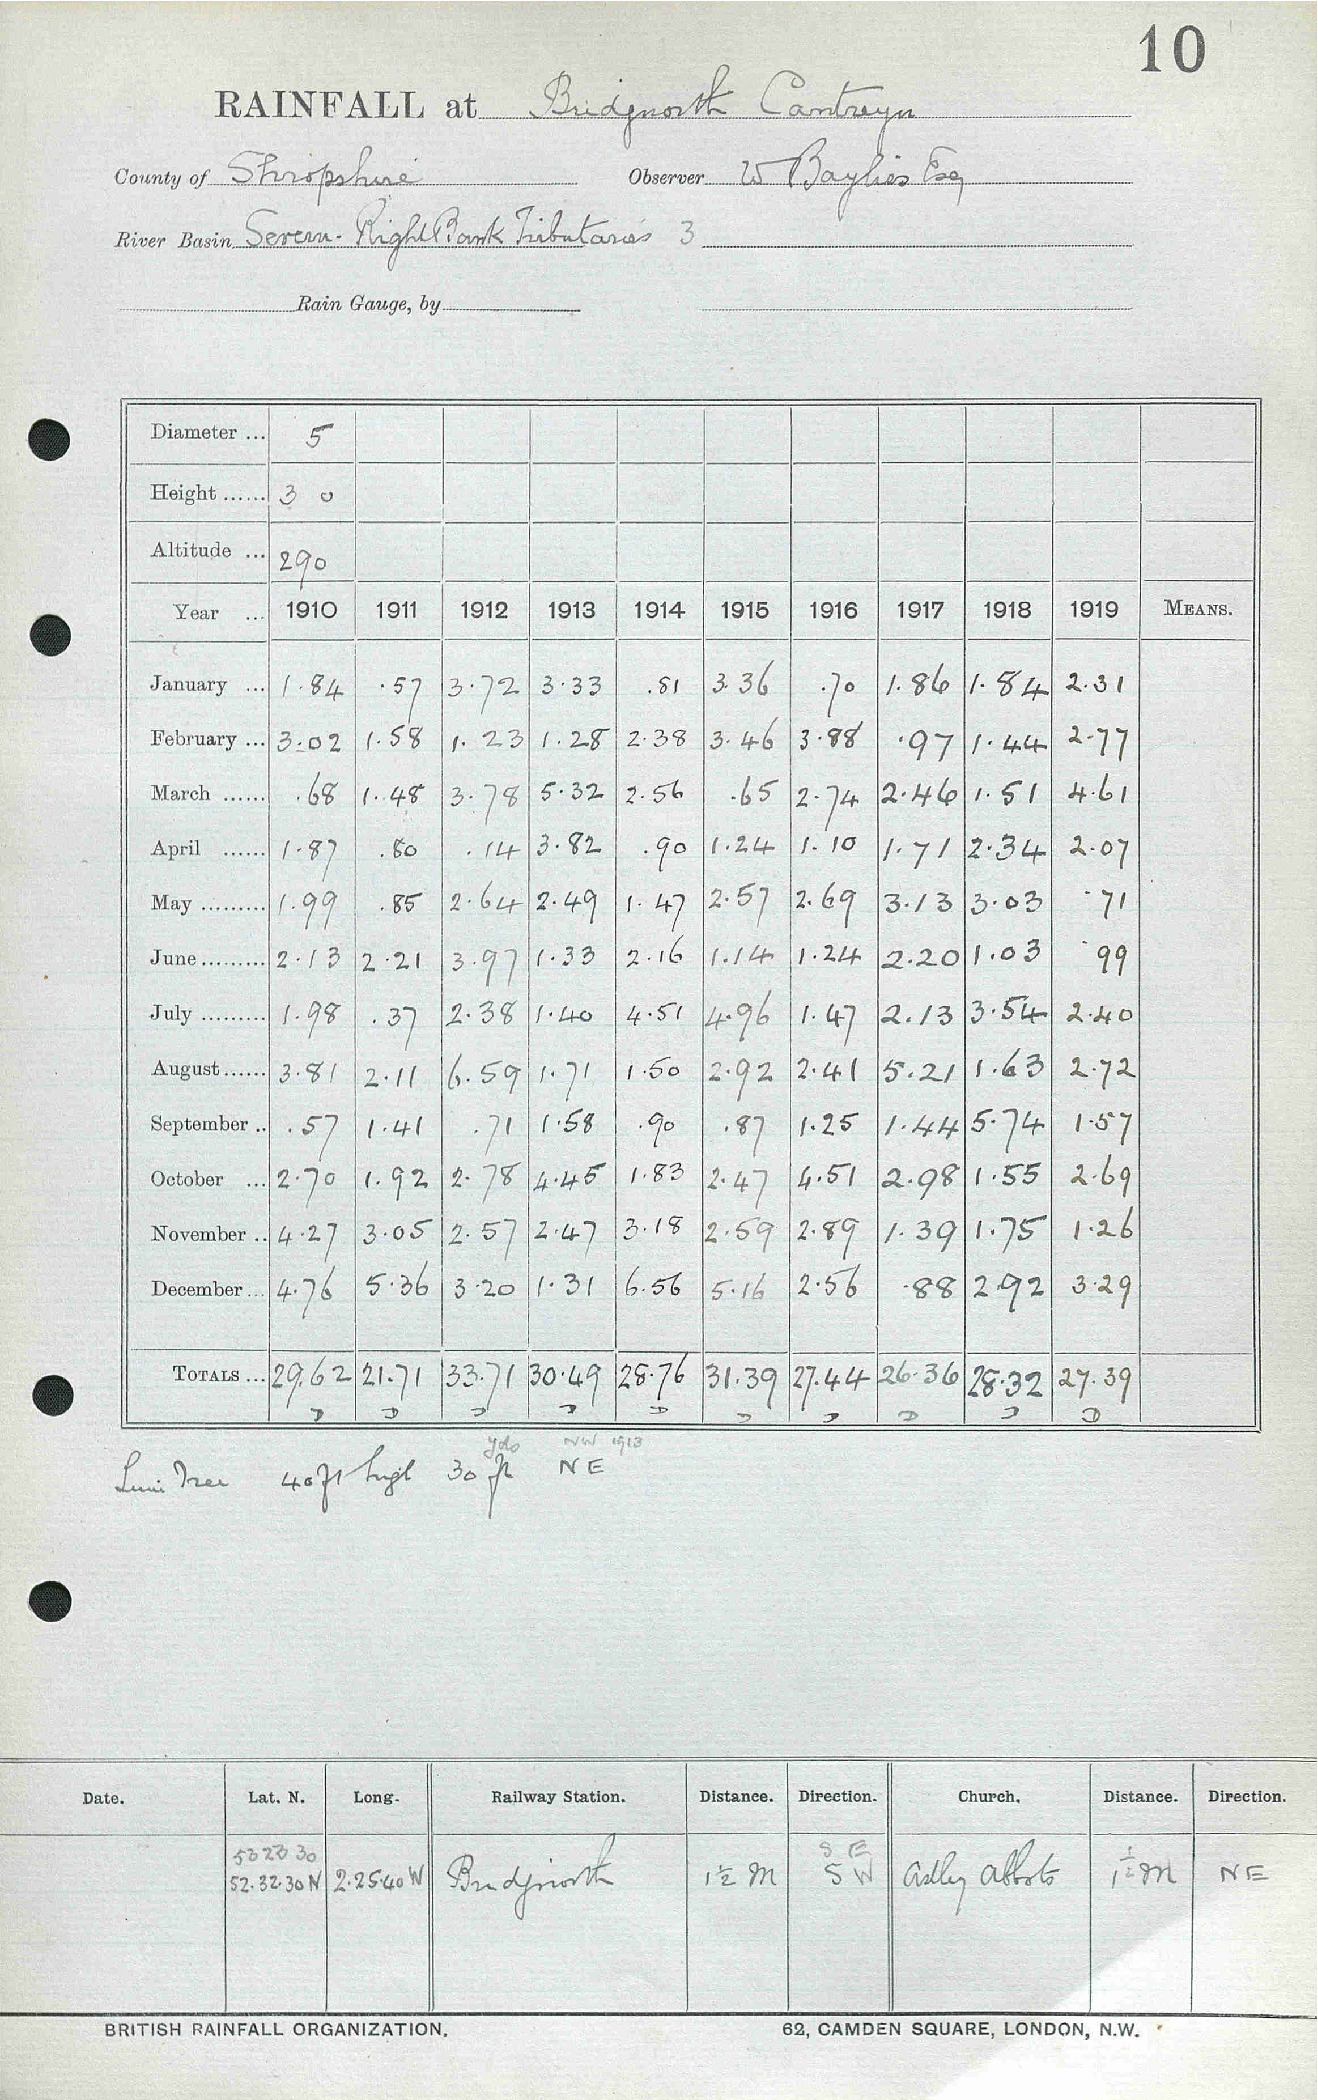 10
RAINFALL at Bridgnorth Cantreyn
County of Shropshire Observer W Baylies Esq
River Basin Severn - Right Bank Tributaries 3
Rain Gauge, by
Diameter ... 5
Height ...... 3 0
Altitude ... 290
Year ... 1910 1911 1912 1913 1914 1915 1916 1917 1918 1919 MEANS.
January ... 1.84 .57 3.72 3.33 .81 3.36 .70 1.86 1.84 2.31
February ... 3.02 1.58 1.23 1.28 2.38 3.46 3.88 .97 1.44 2.77
March ...... .68 1.48 3.78 5.32 2.56 .65 2.74 2.46 1.51 4.61
April ...... 1.87 .80 .14 3.82 .90 1.24 1.10 1.71 2.34 2.07
May ......... 1.99 .85 2.64 2.49 1.47 2.57 2.69 3.13 3.03 .71
June ......... 2.13 2.21 3.97 1.33 2.16 1.14 1.24 2.20 1.03 .99
July ......... 1.98 .37 2.38 1.40 4.51 4.96 1.47 2.13 3.54 2.40
August ...... 3.81 2.11 6.59 1.71 1.50 2.92 2.41 5.21 1.63 2.72
September .. .57 1.41 .71 1.58 .90 .87 1.25 1.44 5.74 1.57
October ... 2.70 1.92 2.78 4.45 1.83 2.47 4.51 2.98 1.55 2.69
November .. 4.27 3.05 2.57 2.47 3.18 2.59 2.89 1.39 1.75 1.26
December ... 4.76 5.36 3.20 1.31 6.56 5.16 2.56 .88 2.92 3.29
TOTALS ... 29.62 21.71 33.71 30.49 28.76 31.39 27.44 26.36 28.32 27.39
D D D D D D D D D D
yds NW 1913
Tree 40 ft high 30 ft NE
Date. Lat. N. Long. Railway Station. Distance. Direction. Church. Distance. Direction.
S E
52.32.30 N 2.25.40 W Bridgnorth 1½ M S W Astley Abbots 1½ M NE
BRITISH RAINFALL ORGANIZATION. 62, CAMDEN SQUARE, LONDON, N.W.